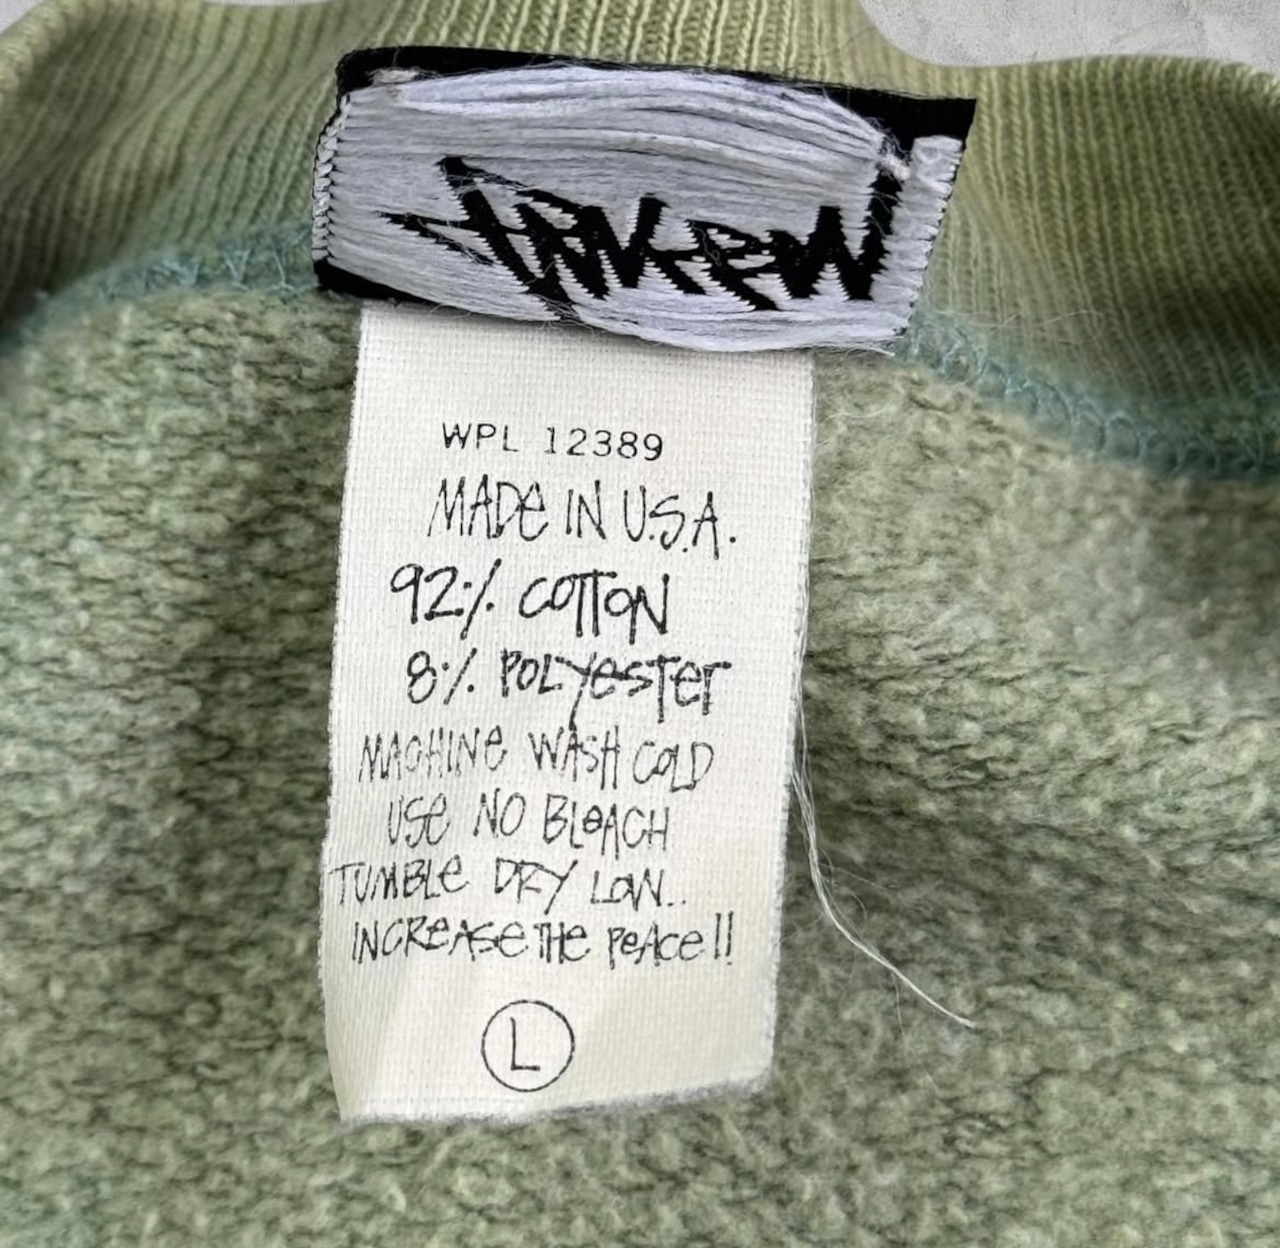 WPL 12389
MADE IN U.S.A.
92% COTTON
8% POLYESTER
MACHINE WASH COLD
USE NO BLEACH
TUMBLE DRY LOW..
INCREASE THE PEACE!!
L